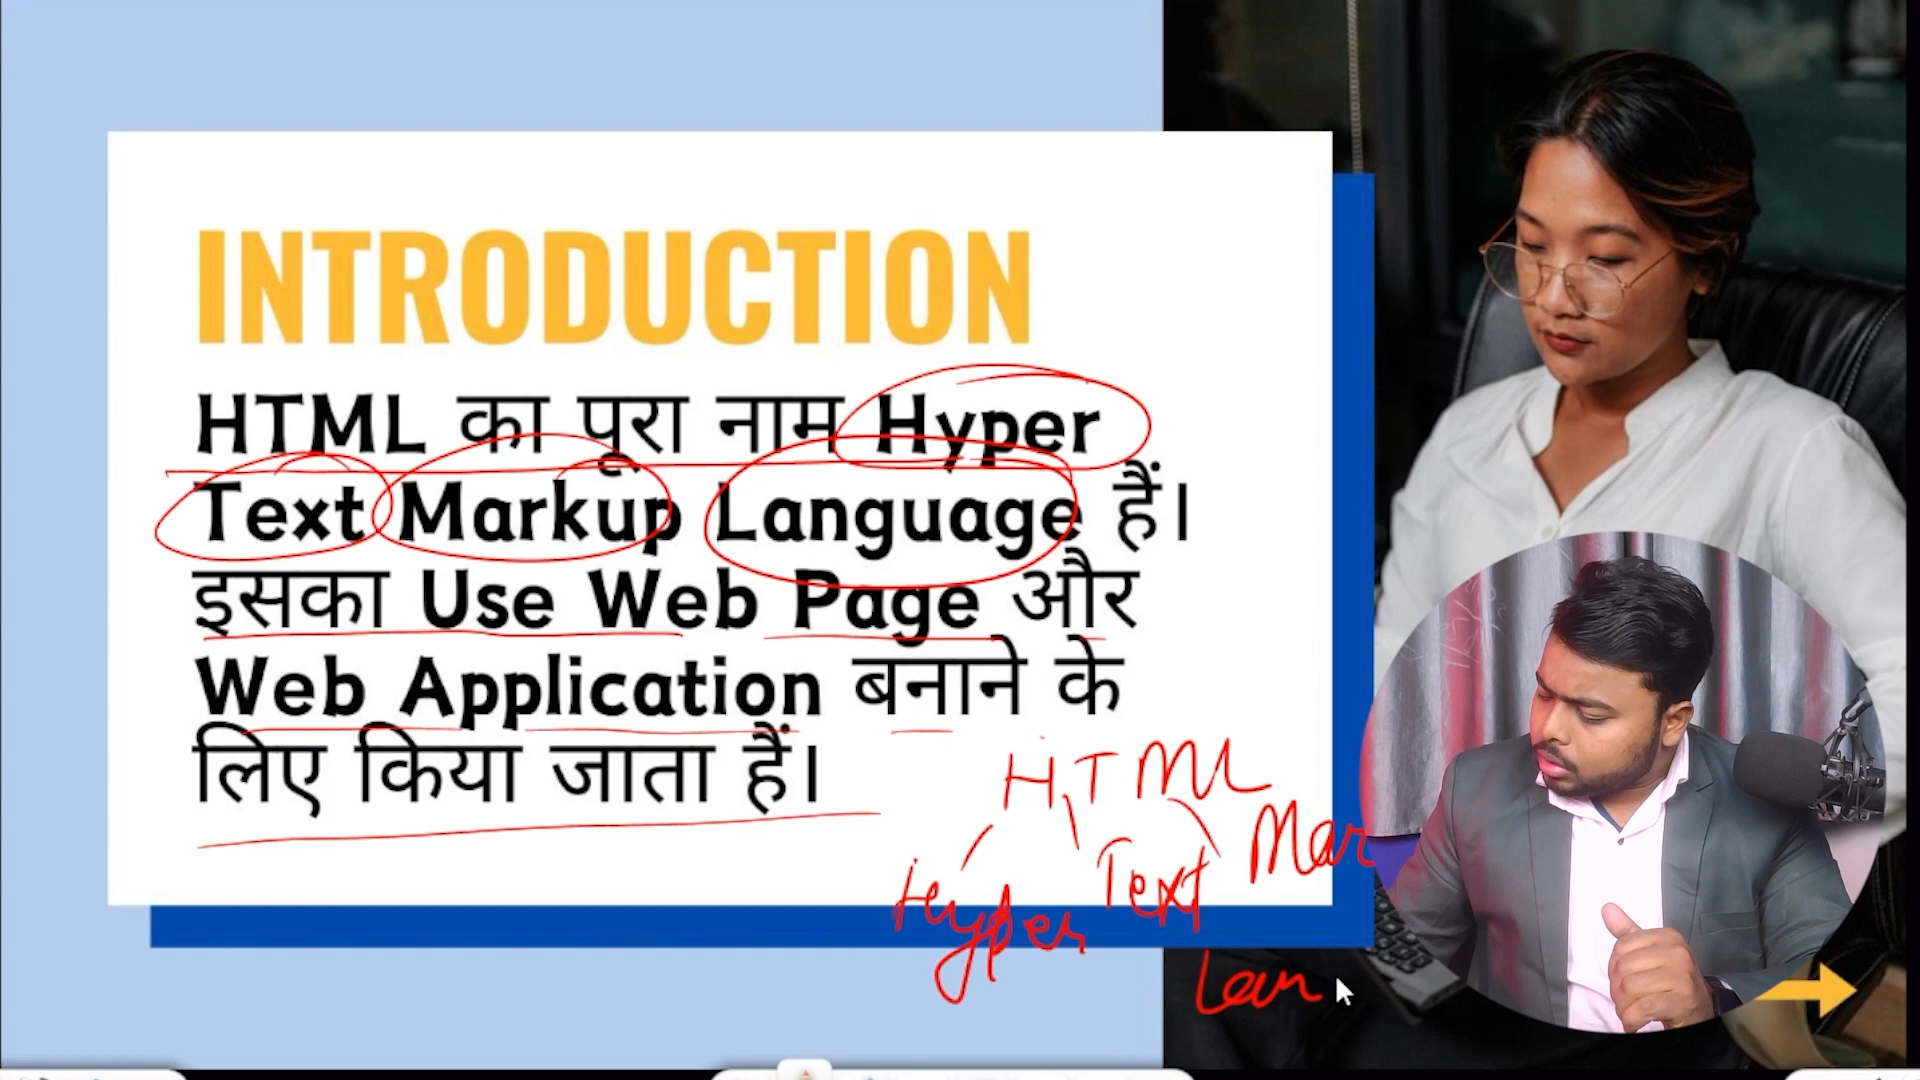 INTRODUCTION
HTML का पूरा नाम Hyper
Text Markup Language हैं।
इसका Use Web Page और
Web Application बनाने के
लिए किया जाता हैं।
HTML
Hyper Text Mar
Lan